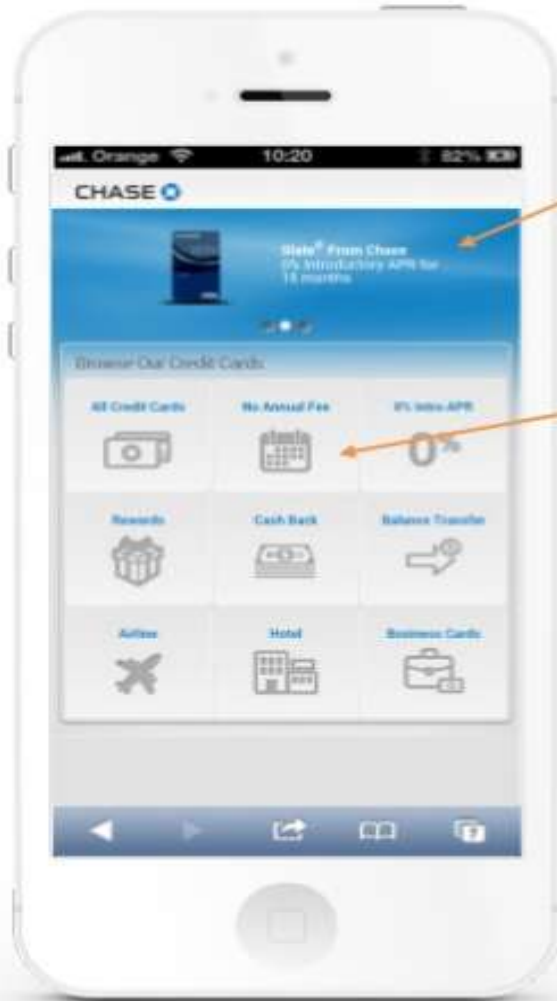 Orange 10:20 82%
CHASE
Slate® From Chase
0% Introductory APR for
15 months
Browse Our Credit Cards
All Credit Cards No Annual Fee 0% Intro APR
0%
Rewards Cash Back Balance Transfer
Airline Hotel Business Cards
?